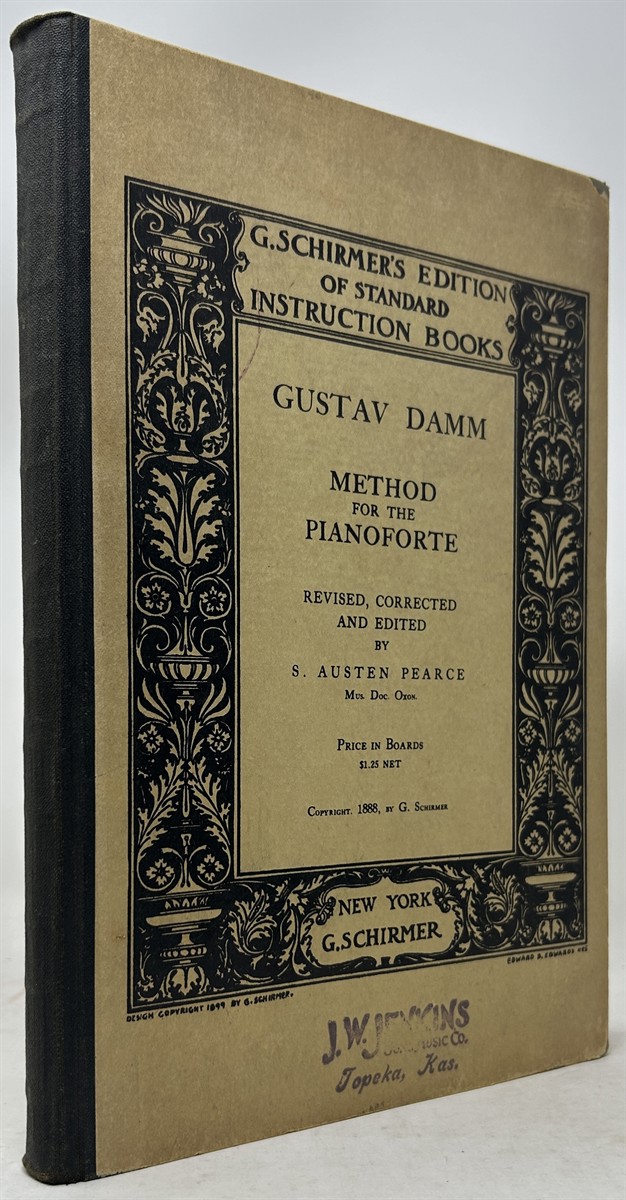 G. SCHIRMER'S EDITION
OF STANDARD
INSTRUCTION BOOKS
GUSTAV DAMM
METHOD
FOR THE
PIANOFORTE
REVISED, CORRECTED
AND EDITED
BY
S. AUSTEN PEARCE
MUS. DOC. OXON.
PRICE IN BOARDS
$1.25 NET
COPYRIGHT, 1888, BY G. SCHIRMER
NEW YORK
G. SCHIRMER
DESIGN COPYRIGHT 1899 BY G. SCHIRMER.
EDWARD B. EDWARDS
J. W. JENKINS
MUSIC CO.
Topeka, Kas.